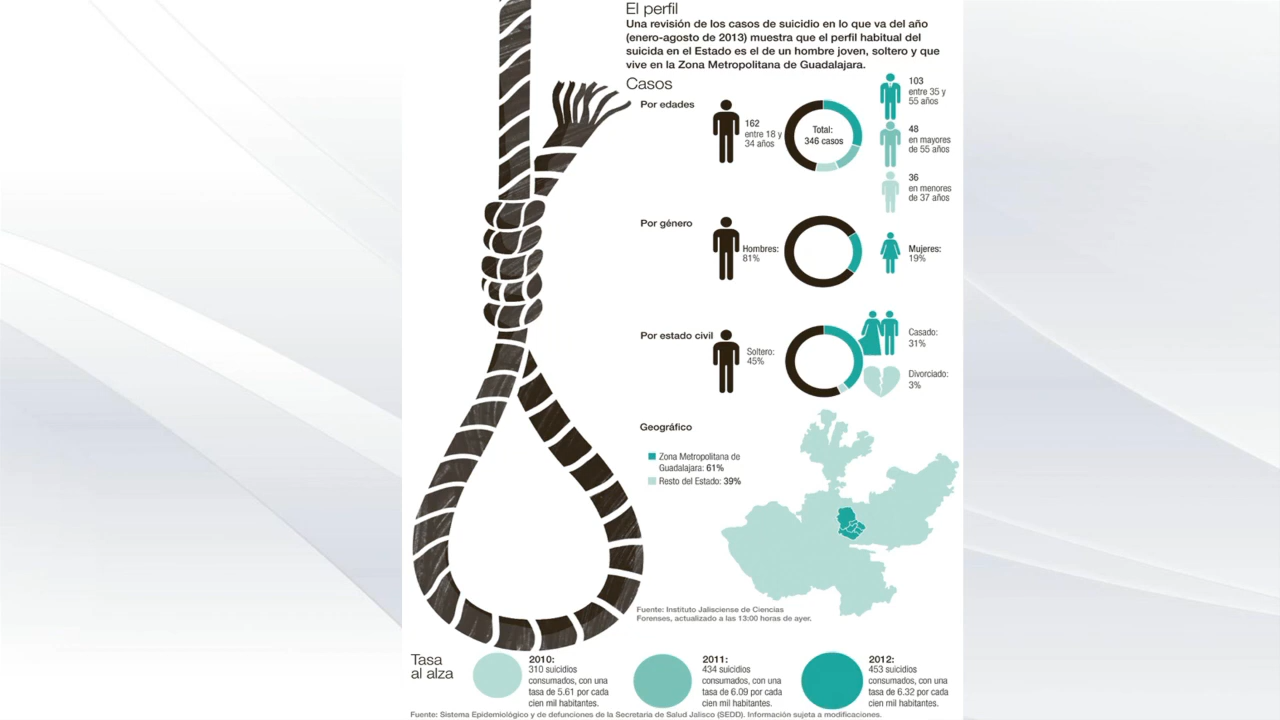 El perfil
Una revisión de los casos de suicidio en lo que va del año
(enero-agosto de 2013) muestra que el perfil habitual del
suicida en el Estado es el de un hombre joven, soltero y que
vive en la Zona Metropolitana de Guadalajara.
Casos
Por edades
162
entre 18 y
34 años
Total:
346 casos
103
entre 35 y
55 años
48
en mayores
de 55 años
36
en menores
de 37 años
Por género
Hombres:
81%
Mujeres:
19%
Por estado civil
Soltero:
45%
Casado:
31%
Divorciado:
3%
Geográfico
Zona Metropolitana de
Guadalajara: 61%
Resto del Estado: 39%
Fuente: Instituto Jalisciense de Ciencias
Forenses, actualizado a las 13:00 horas de ayer.
Tasa
al alza
2010:
310 suicidios
consumados, con una
tasa de 5.61 por cada
cien mil habitantes.
2011:
434 suicidios
consumados, con una
tasa de 6.09 por cada
cien mil habitantes.
2012:
453 suicidios
consumados, con una
tasa de 6.32 por cada
cien mil habitantes.
Fuente: Sistema Epidemiológico y de defunciones de la Secretaria de Salud Jalisco (SEDD). Información sujeta a modificaciones.